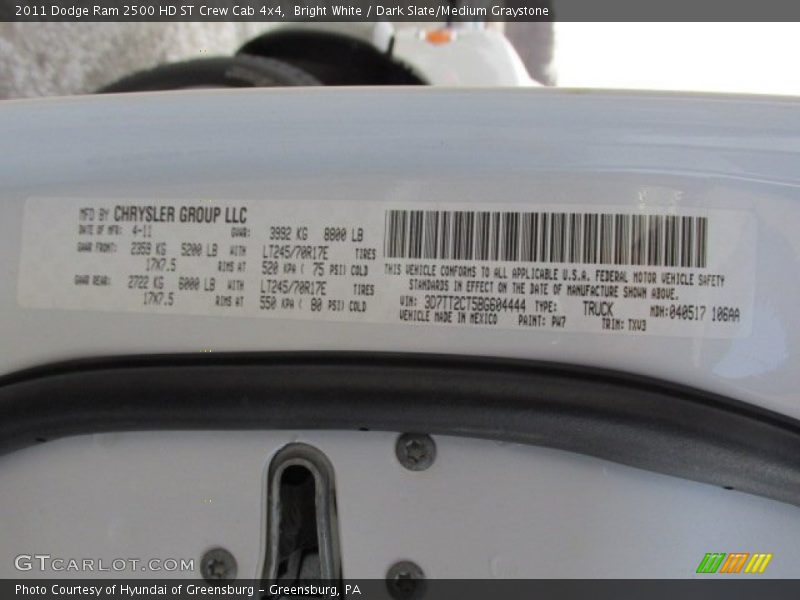 2011 Dodge Ram 2500 HD ST Crew Cab 4x4, Bright White / Dark Slate/Medium Graystone
MFD BY CHRYSLER GROUP LLC
DATE OF MFR: 4-11 GVWR: 3992 KG 8800 LB
GAWR FRONT: 2359 KG 5200 LB WITH LT245/70R17E TIRES
17X7.5 RIMS AT 520 KPA ( 75 PSI) COLD
GAWR REAR: 2722 KG 6000 LB WITH LT245/70R17E TIRES
17X7.5 RIMS AT 550 KPA ( 80 PSI) COLD
THIS VEHICLE CONFORMS TO ALL APPLICABLE U.S.A. FEDERAL MOTOR VEHICLE SAFETY
STANDARDS IN EFFECT ON THE DATE OF MANUFACTURE SHOWN ABOVE.
VIN: 3D7TT2CT5BG604444 TYPE: TRUCK MDH: 040517 106AA
VEHICLE MADE IN MEXICO PAINT: PW7 TRIM: TXV3
GTCARLOT.COM
Photo Courtesy of Hyundai of Greensburg - Greensburg, PA